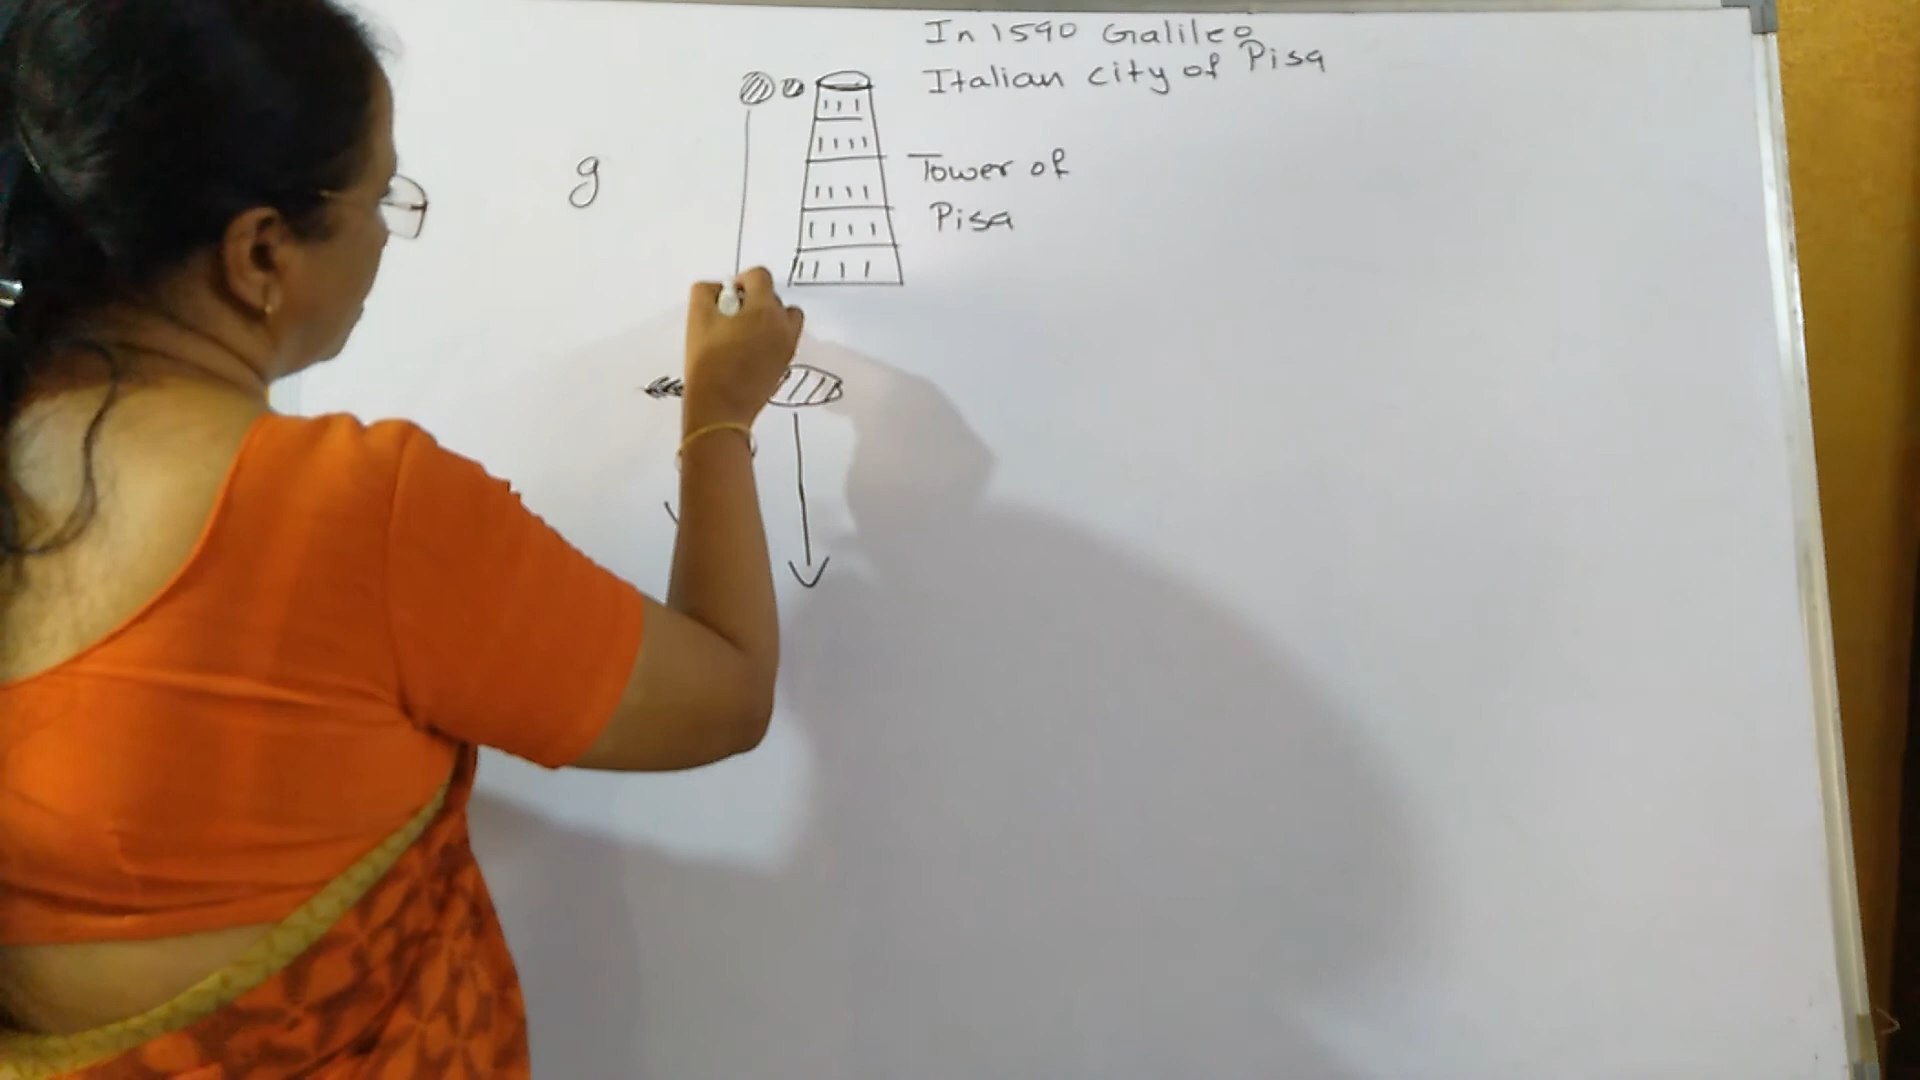 In 1590 Galileo
Italian city of Pisa
g
Tower of
Pisa